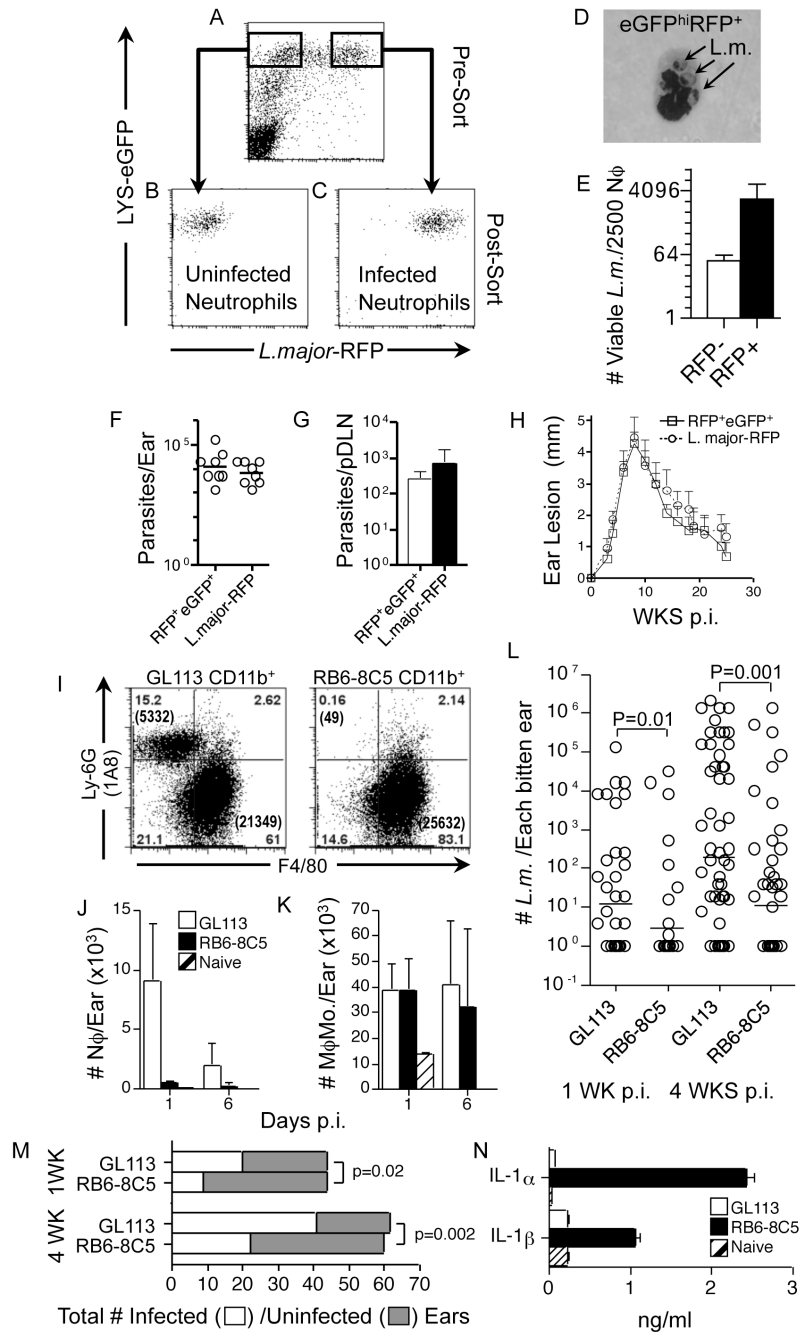 A
Pre-Sort
LYS-eGFP
B
C
Post-Sort
Uninfected
Neutrophils
Infected
Neutrophils
L.major-RFP
D
eGFPhiRFP+
L.m.
E
# Viable L.m./2500 Nϕ
4096
64
1
RFP-
RFP+
F
Parasites/Ear
10^5
10^0
RFP+eGFP+
L.major-RFP
G
Parasites/pDLN
10^4
10^3
10^2
10^1
10^0
RFP+eGFP+
L.major-RFP
H
Ear Lesion (mm)
5
4
3
2
1
0
RFP+eGFP+
L. major-RFP
0
10
20
30
WKS p.i.
I
GL113 CD11b+
RB6-8C5 CD11b+
Ly-6G
(1A8)
15.2
2.62
(5332)
(21349)
21.1
61
0.16
2.14
(49)
(25632)
14.6
83.1
F4/80
J
# Nϕ/Ear (x10^3)
15
10
5
0
GL113
RB6-8C5
Naive
1
6
K
# MϕMo./Ear (x10^3)
70
60
50
40
30
20
10
0
1
6
Days p.i.
L
# L.m. /Each bitten ear
10^7
10^6
10^5
10^4
10^3
10^2
10^1
10^0
10^-1
P=0.01
P=0.001
GL113
RB6-8C5
GL113
RB6-8C5
1 WK p.i.
4 WKS p.i.
M
1WK
GL113
RB6-8C5
p=0.02
4 WK
GL113
RB6-8C5
p=0.002
0
10
20
30
40
50
60
70
Total # Infected ( ) /Uninfected ( ) Ears
N
IL-1α
IL-1β
GL113
RB6-8C5
Naive
0
1
2
3
ng/ml